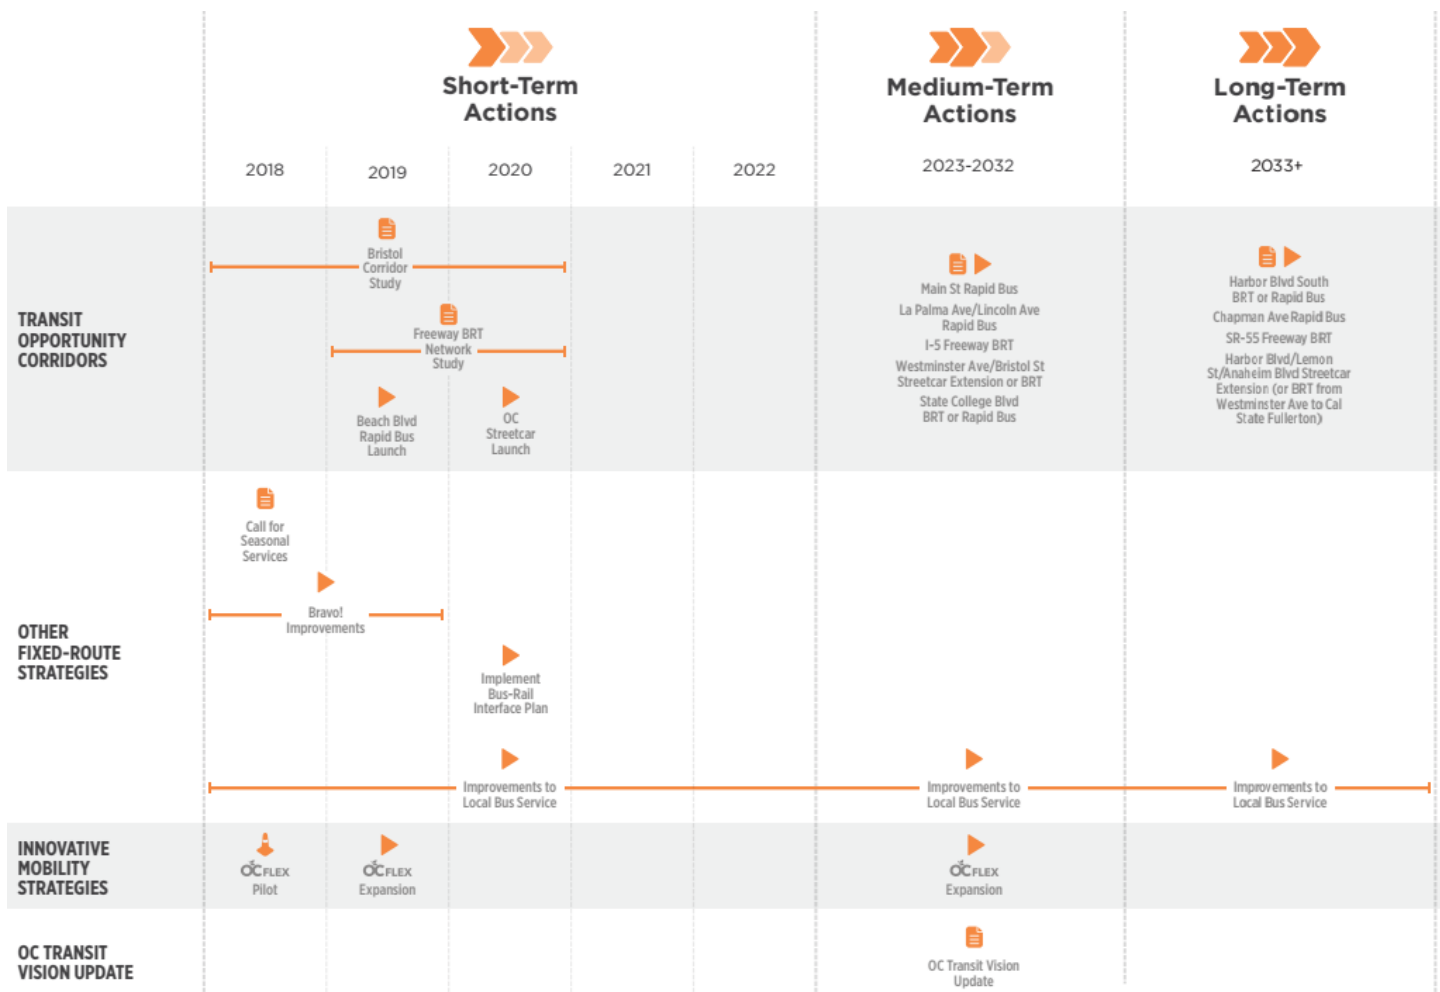 Short-Term
Actions
Medium-Term
Actions
Long-Term
Actions
2018
2019
2020
2021
2022
2023-2032
2033+
TRANSIT
OPPORTUNITY
CORRIDORS
Bristol
Corridor
Study
Freeway BRT
Network
Study
Beach Blvd
Rapid Bus
Launch
OC
Streetcar
Launch
Main St Rapid Bus
La Palma Ave/Lincoln Ave
Rapid Bus
I-5 Freeway BRT
Westminster Ave/Bristol St
Streetcar Extension or BRT
State College Blvd
BRT or Rapid Bus
Harbor Blvd South
BRT or Rapid Bus
Chapman Ave Rapid Bus
SR-55 Freeway BRT
Harbor Blvd/Lemon
St/Anaheim Blvd Streetcar
Extension (or BRT from
Westminster Ave to Cal
State Fullerton)
OTHER
FIXED-ROUTE
STRATEGIES
Call for
Seasonal
Services
Bravo!
Improvements
Implement
Bus-Rail
Interface Plan
Improvements to
Local Bus Service
Improvements to
Local Bus Service
Improvements to
Local Bus Service
INNOVATIVE
MOBILITY
STRATEGIES
OC FLEX
Pilot
OC FLEX
Expansion
OC FLEX
Expansion
OC TRANSIT
VISION UPDATE
OC Transit Vision
Update